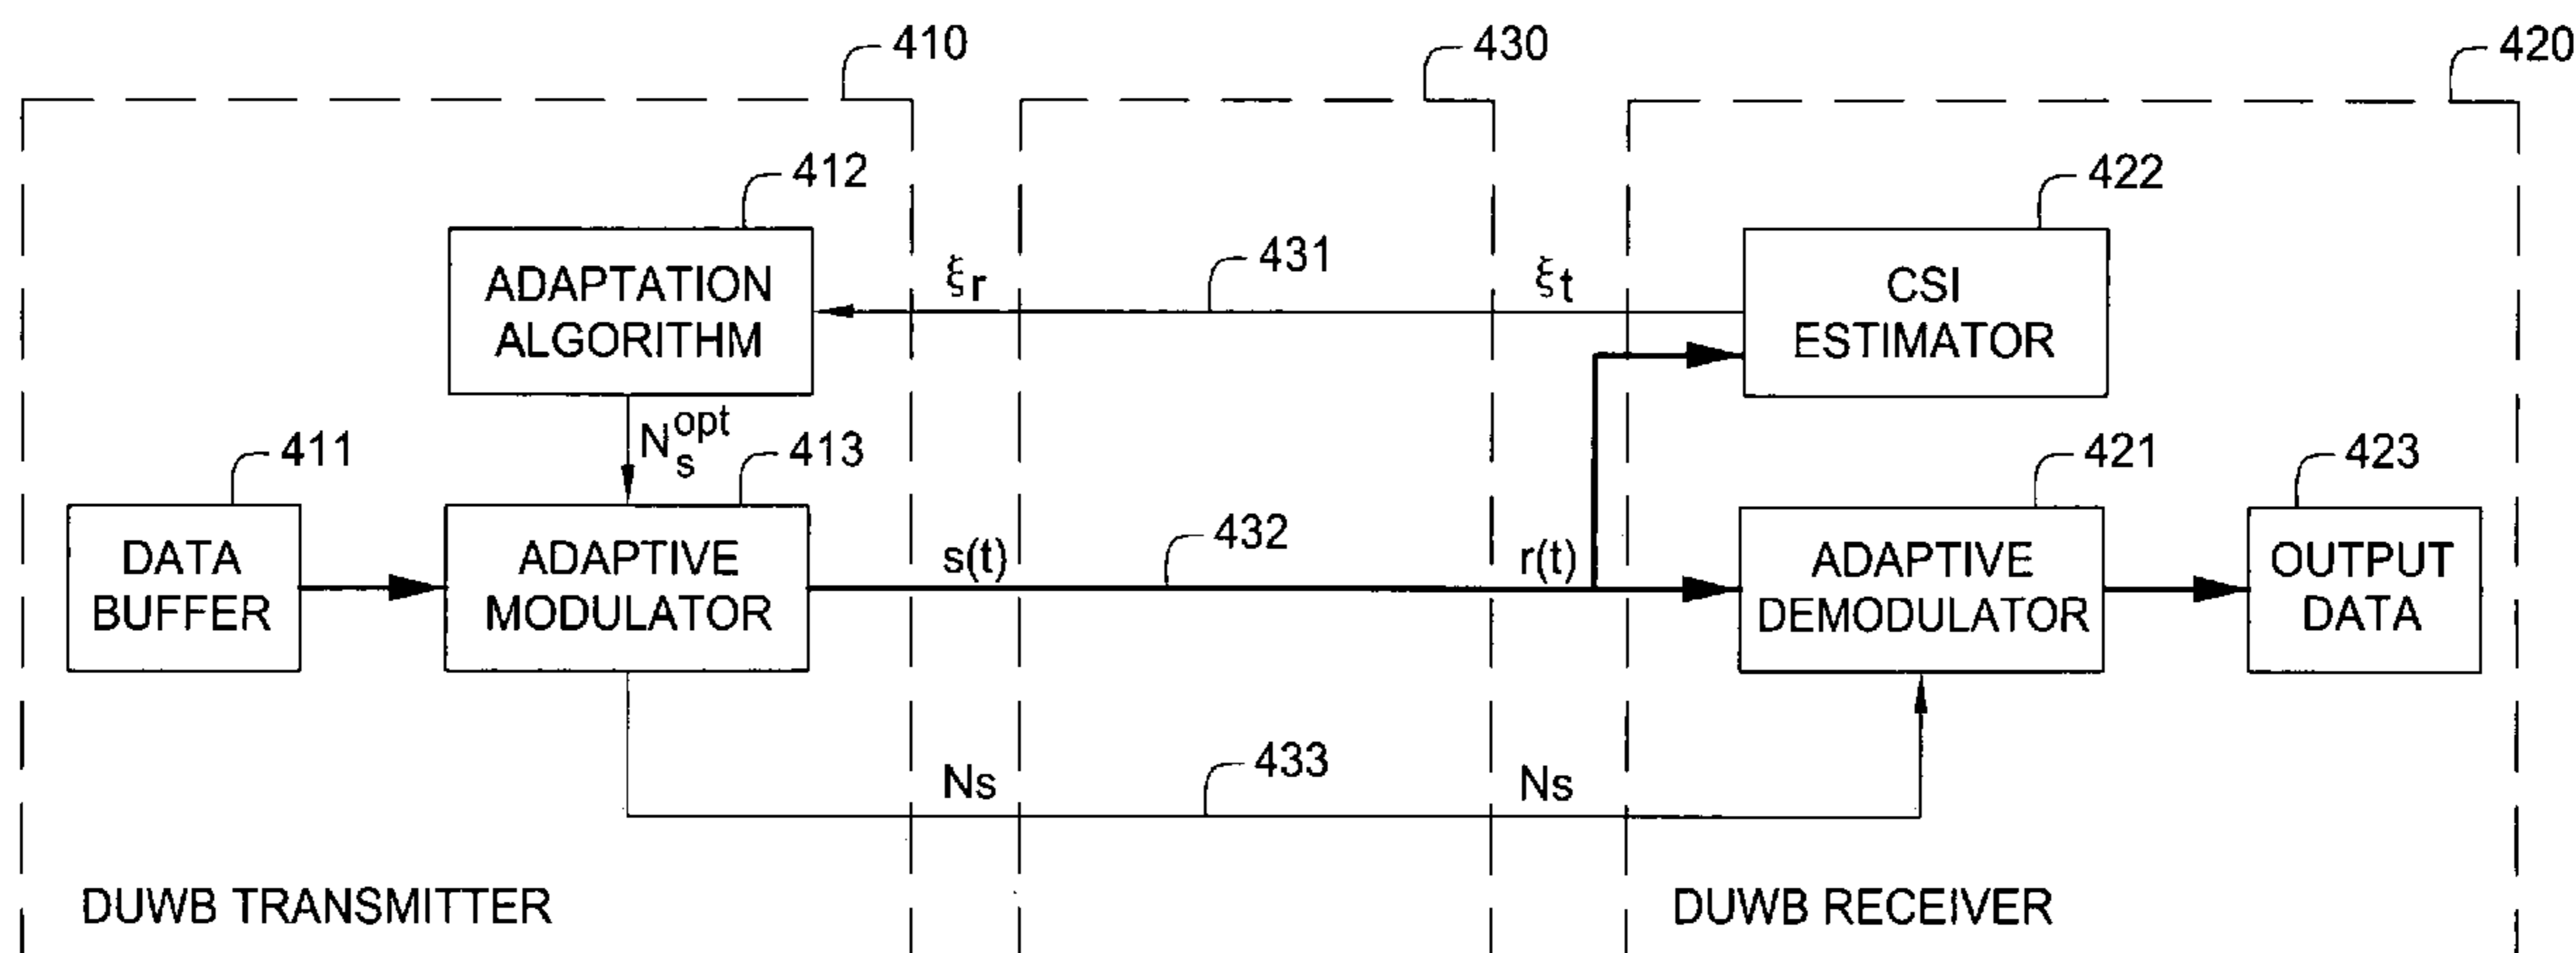 410
430
420
412
422
ADAPTATION
ALGORITHM
ξr
431
ξt
CSI
ESTIMATOR
N_s^opt
411
413
421
423
DATA
BUFFER
ADAPTIVE
MODULATOR
s(t)
432
r(t)
ADAPTIVE
DEMODULATOR
OUTPUT
DATA
Ns
433
Ns
DUWB TRANSMITTER
DUWB RECEIVER